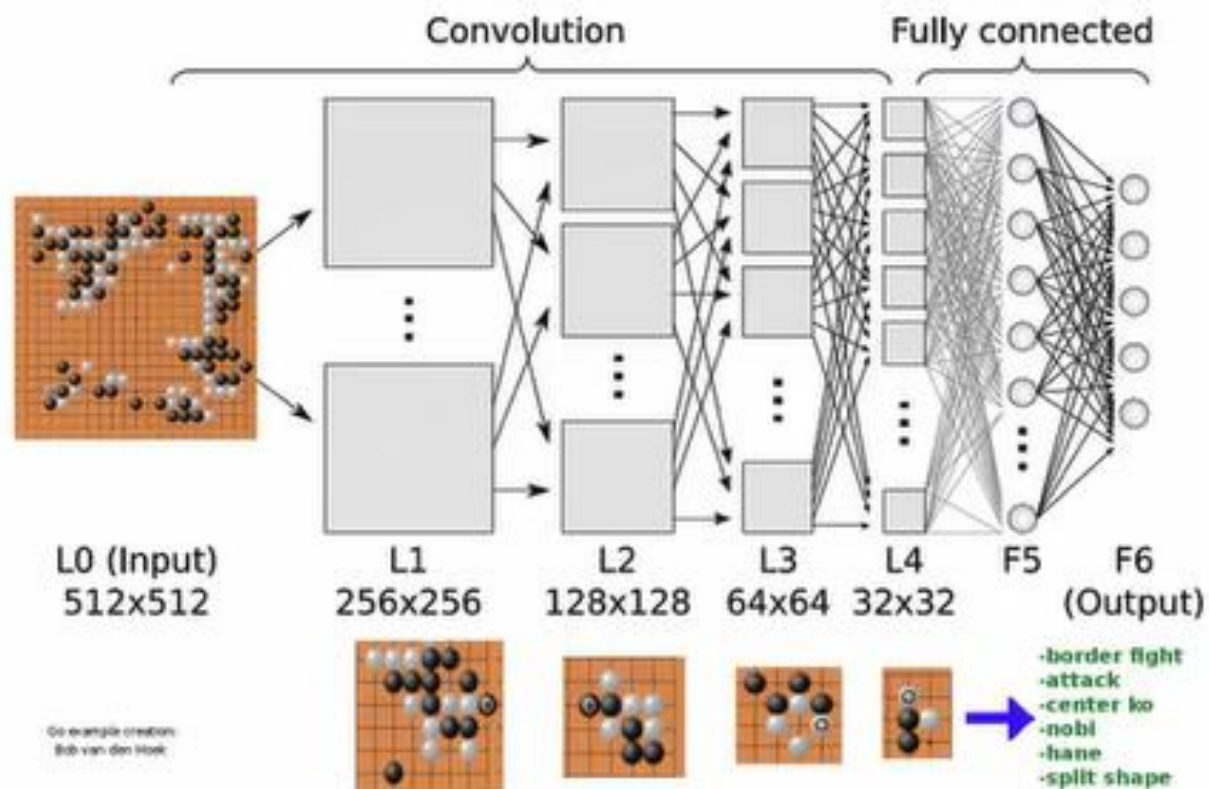 Convolution
Fully connected
L0 (Input)
512x512
L1
256x256
L2
128x128
L3
64x64
L4
32x32
F5
F6
(Output)
-border fight
-attack
-center ko
-nobi
-hane
-split shape
Go example creation:
Bob van den Hoek